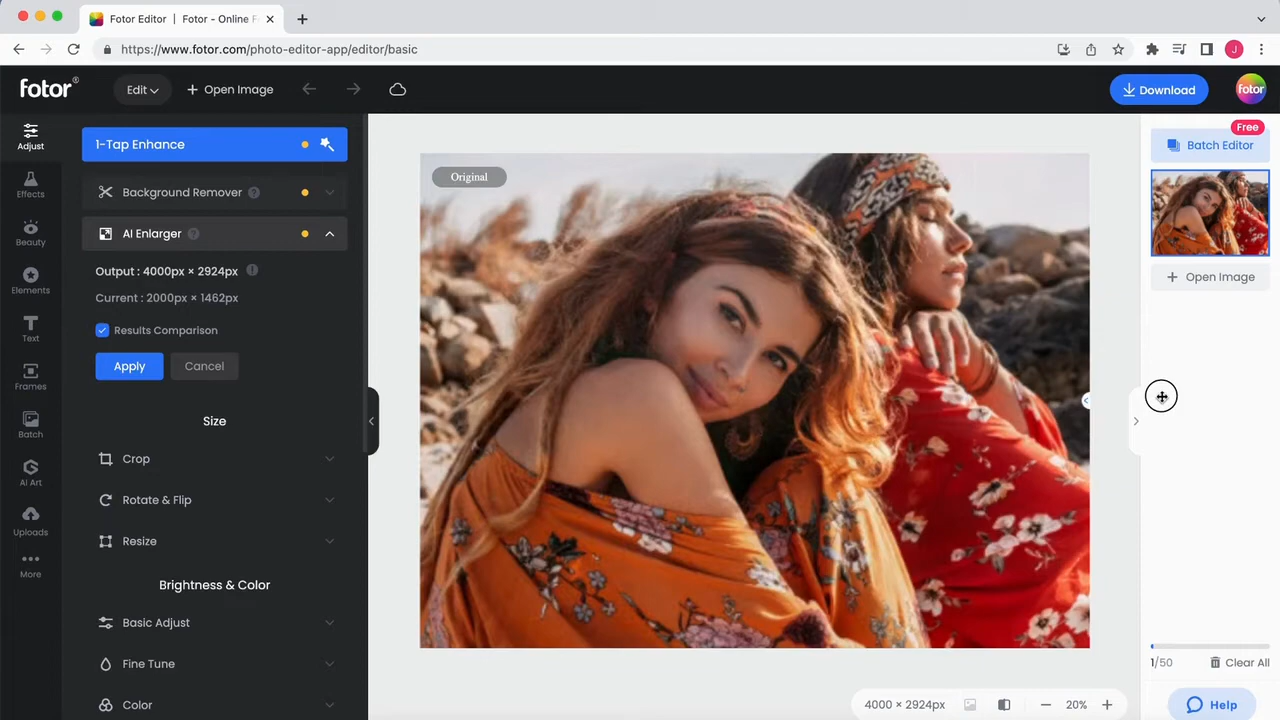 Fotor Editor | Fotor - Online F
https://www.fotor.com/photo-editor-app/editor/basic
J
fotor®
Edit
Open Image
Download
fotor
Adjust
Effects
Beauty
Elements
Text
Frames
Batch
AI Art
Uploads
More
1-Tap Enhance
Background Remover ?
AI Enlarger ?
Output : 4000px × 2924px !
Current : 2000px × 1462px
Results Comparison
Apply Cancel
Size
Crop
Rotate & Flip
Resize
Brightness & Color
Basic Adjust
Fine Tune
Color
Original
4000 × 2924px
20%
Free
Batch Editor
Open Image
1/50 Clear All
Help